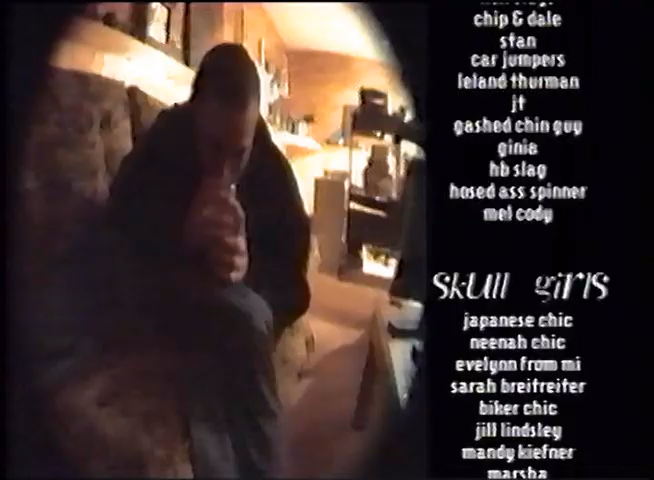 chip & dale
stan
car jumpers
leland thurman
jt
gashed chin guy
ginia
hb slag
hosed ass spinner
mel cody
skull girls
japanese chic
neenah chic
evelynn from mi
sarah breitreiter
biker chic
jill lindsley
mandy kiefner
marsha